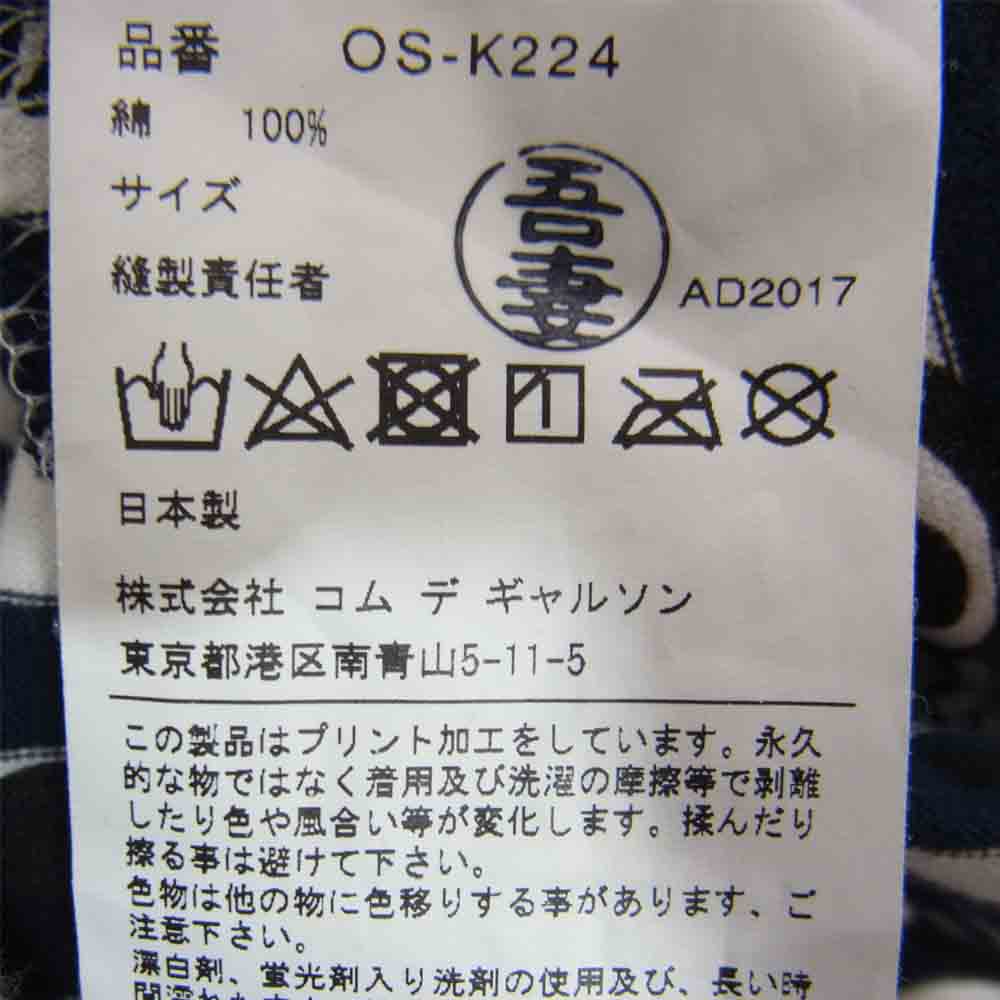 品番 OS-K224
綿 100%
サイズ
縫製責任者 吾妻 AD2017
日本製
株式会社 コム デ ギャルソン
東京都港区南青山5-11-5
この製品はプリント加工をしています。永久
的な物ではなく着用及び洗濯の摩擦等で剥離
したり色や風合い等が変化します。揉んだり
擦る事は避けて下さい。
色物は他の物に色移りする事があります、ご
注意下さい。
漂白剤、蛍光剤入り洗剤の使用及び、長い時